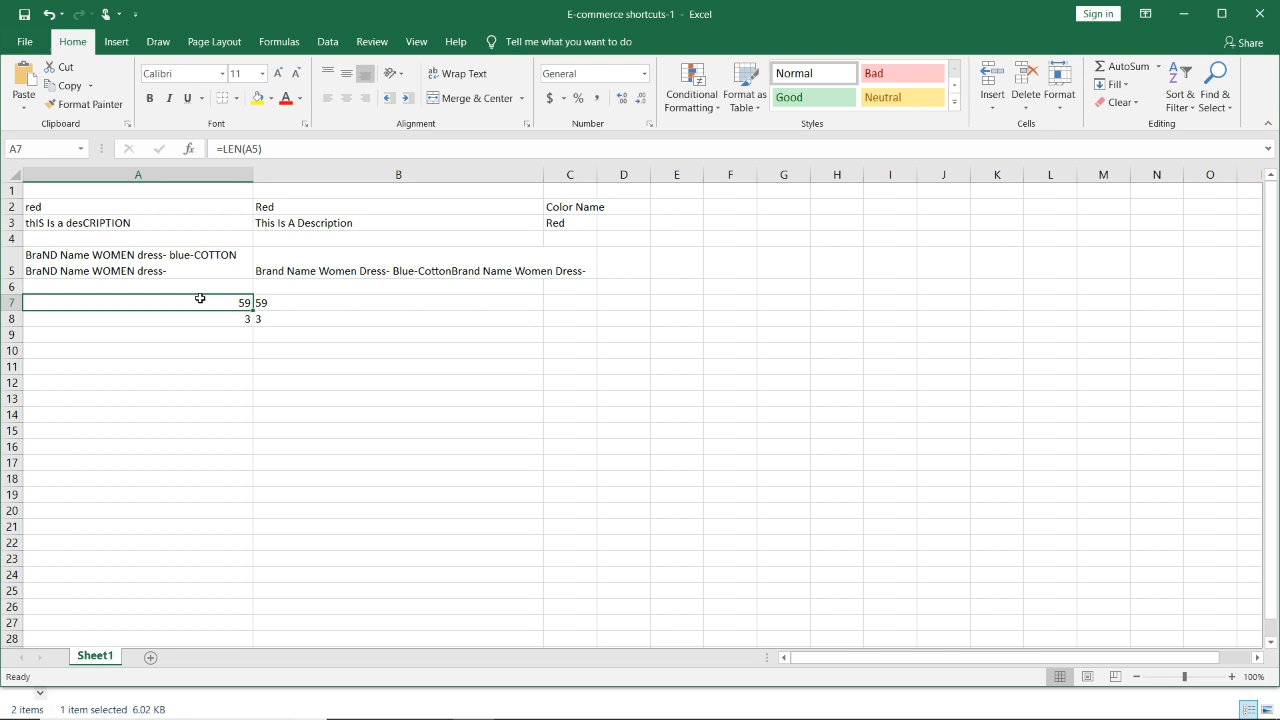 E-commerce shortcuts-1 - Excel
Sign in
File Home Insert Draw Page Layout Formulas Data Review View Help Tell me what you want to do
Share
Paste
Cut
Copy
Format Painter
Clipboard
Calibri 11
B I U
Font
Wrap Text
Merge & Center
Alignment
General
$ % ,
Number
Conditional Formatting
Format as Table
Normal Bad
Good Neutral
Styles
Insert Delete Format
Cells
AutoSum
Fill
Clear
Sort & Filter
Find & Select
Editing
A7 fx =LEN(A5)
A B C D E F G H I J K L M N O
1
2 red Red Color Name
3 thIS Is a desCRIPTION This Is A Description Red
4
BraND Name WOMEN dress- blue-COTTON
5 BraND Name WOMEN dress- Brand Name Women Dress- Blue-CottonBrand Name Women Dress-
6
7 59 59
8 3 3
9
10
11
12
13
14
15
16
17
18
19
20
21
22
23
24
25
26
27
28
Sheet1
Ready 100%
2 items 1 item selected 6.02 KB